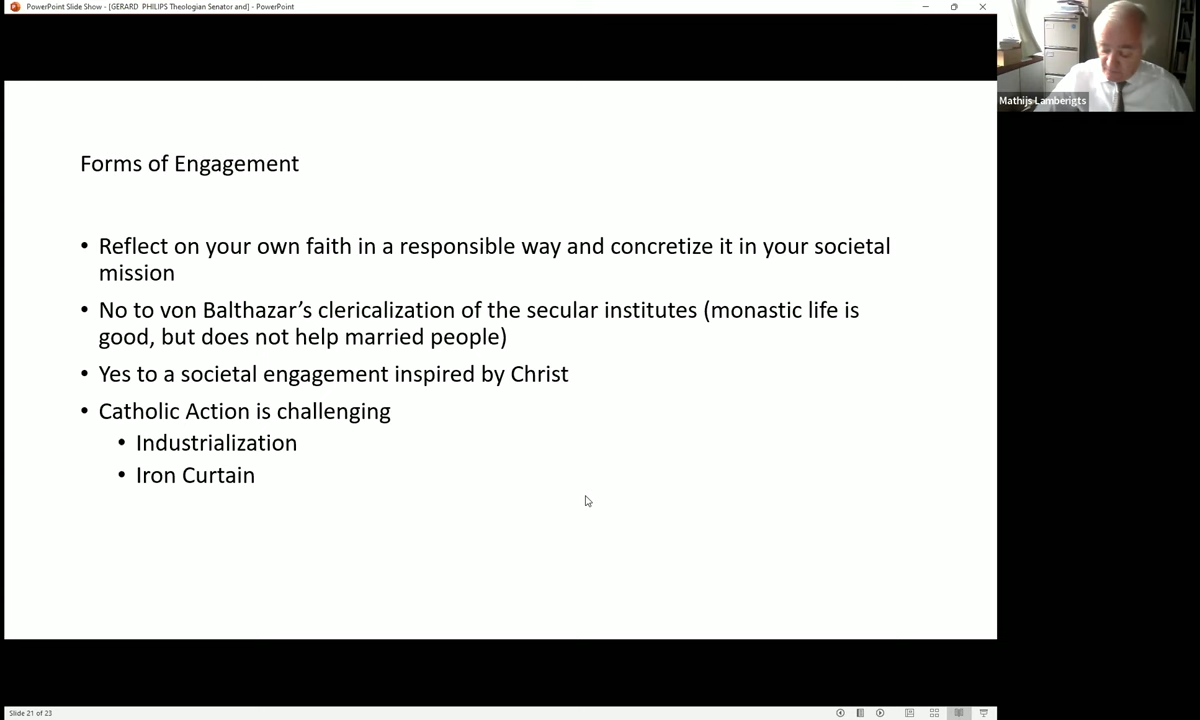 PowerPoint Slide Show - [GERARD PHILIPS Theologian Senator and] - PowerPoint
Mathijs Lamberigts
Forms of Engagement
• Reflect on your own faith in a responsible way and concretize it in your societal
mission
• No to von Balthazar’s clericalization of the secular institutes (monastic life is
good, but does not help married people)
• Yes to a societal engagement inspired by Christ
• Catholic Action is challenging
• Industrialization
• Iron Curtain
Slide 21 of 23